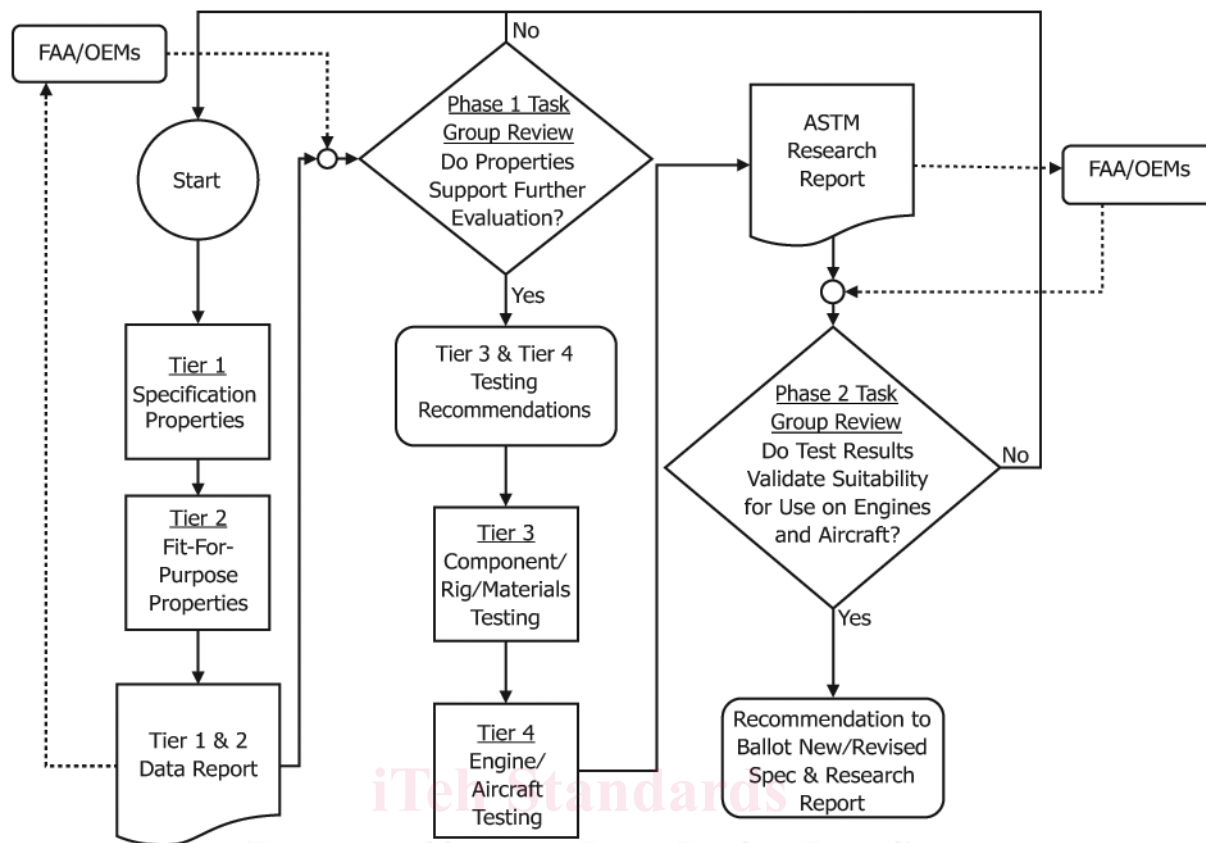 FAA/OEMs
Start
Tier 1
Specification
Properties
Tier 2
Fit-For-
Purpose
Properties
Tier 1 & 2
Data Report
No
Phase 1 Task
Group Review
Do Properties
Support Further
Evaluation?
Yes
Tier 3 & Tier 4
Testing
Recommendations
Tier 3
Component/
Rig/Materials
Testing
Tier 4
Engine/
Aircraft
Testing
ASTM
Research
Report
FAA/OEMs
Phase 2 Task
Group Review
Do Test Results
Validate Suitability
for Use on Engines
and Aircraft?
No
Yes
Recommendation to
Ballot New/Revised
Spec & Research
Report
iTeh Standards